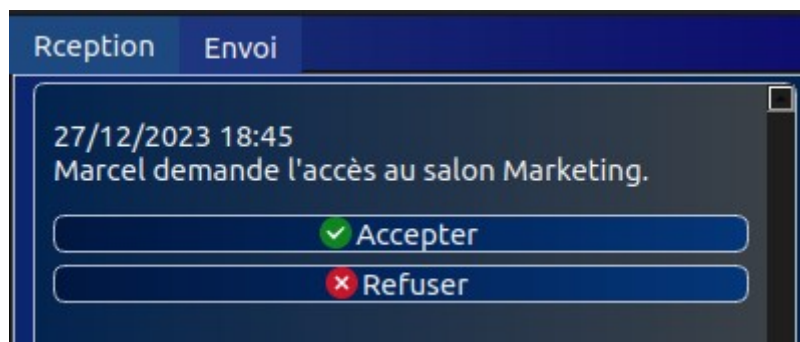 Rception Envoi
27/12/2023 18:45
Marcel demande l'accès au salon Marketing.
Accepter
Refuser